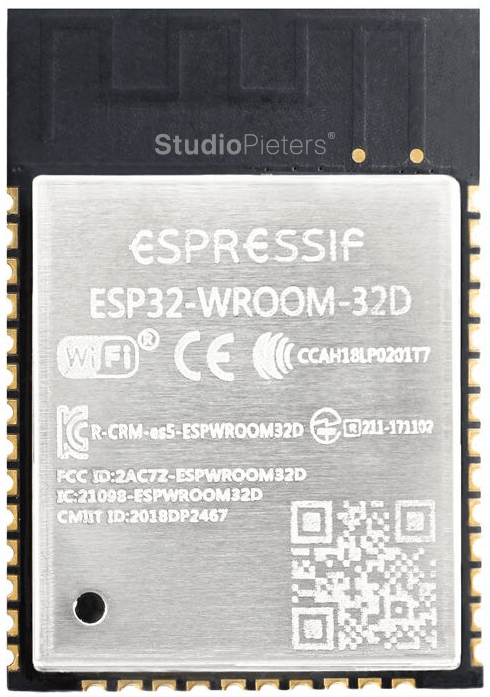 StudioPieters®
ESPRESSIF
ESP32-WROOM-32D
WiFi ® CE CCAH18LP0201T7
R-CRM-es5-ESPWROOM32D R 211-171102
FCC ID:2AC7Z-ESPWROOM32D
IC:21098-ESPWROOM32D
CMIIT ID:2018DP2467